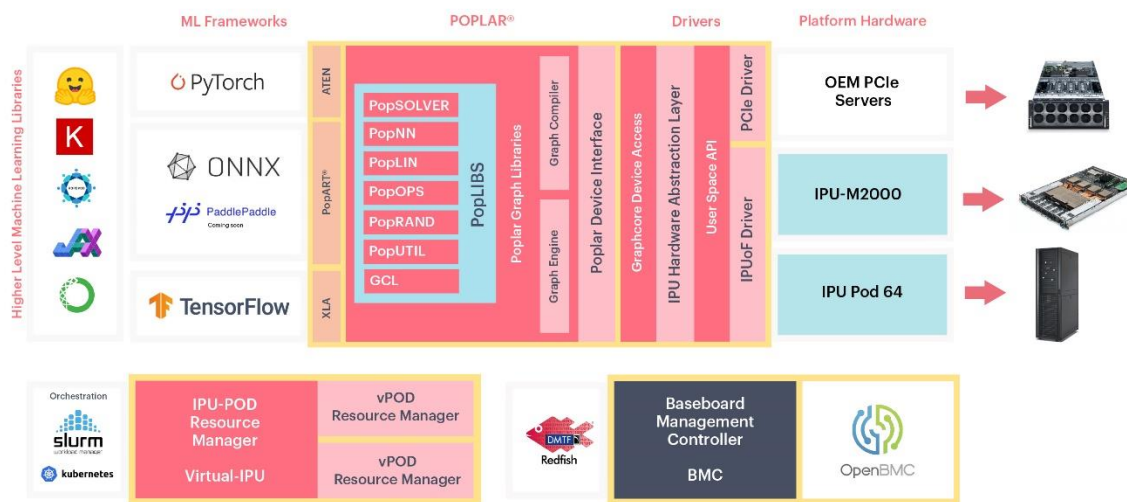 ML Frameworks
POPLAR®
Drivers
Platform Hardware
Higher Level Machine Learning Libraries
K
JAX
PyTorch
ONNX
PaddlePaddle
Coming soon
TensorFlow
ATEN
PopART®
XLA
PopSOLVER
PopNN
PopLIN
PopOPS
PopRAND
PopUTIL
GCL
PopLIBS
Poplar Graph Libraries
Graph Compiler
Graph Engine
Poplar Device Interface
Graphcore Device Access
IPU Hardware Abstraction Layer
User Space API
PCIe Driver
IPUoF Driver
OEM PCIe
Servers
IPU-M2000
IPU Pod 64
Orchestration
slurm
workload manager
kubernetes
IPU-POD
Resource
Manager
Virtual-IPU
vPOD
Resource Manager
vPOD
Resource Manager
DMTF
Redfish
Baseboard
Management
Controller
BMC
OpenBMC